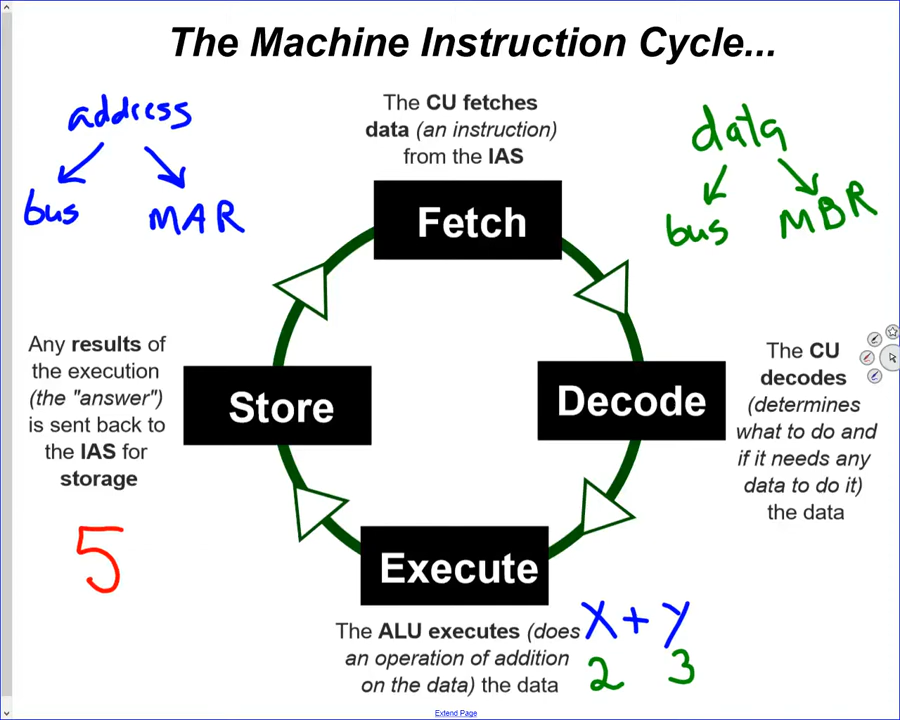 The Machine Instruction Cycle...
address
bus MAR
The CU fetches
data (an instruction)
from the IAS
data
bus MBR
Fetch
Any results of
the execution
(the "answer")
is sent back to
the IAS for
storage
Store
Decode
The CU
decodes
(determines
what to do and
if it needs any
data to do it)
the data
5
Execute
The ALU executes (does
an operation of addition
on the data) the data
X + y
2 3
Extend Page